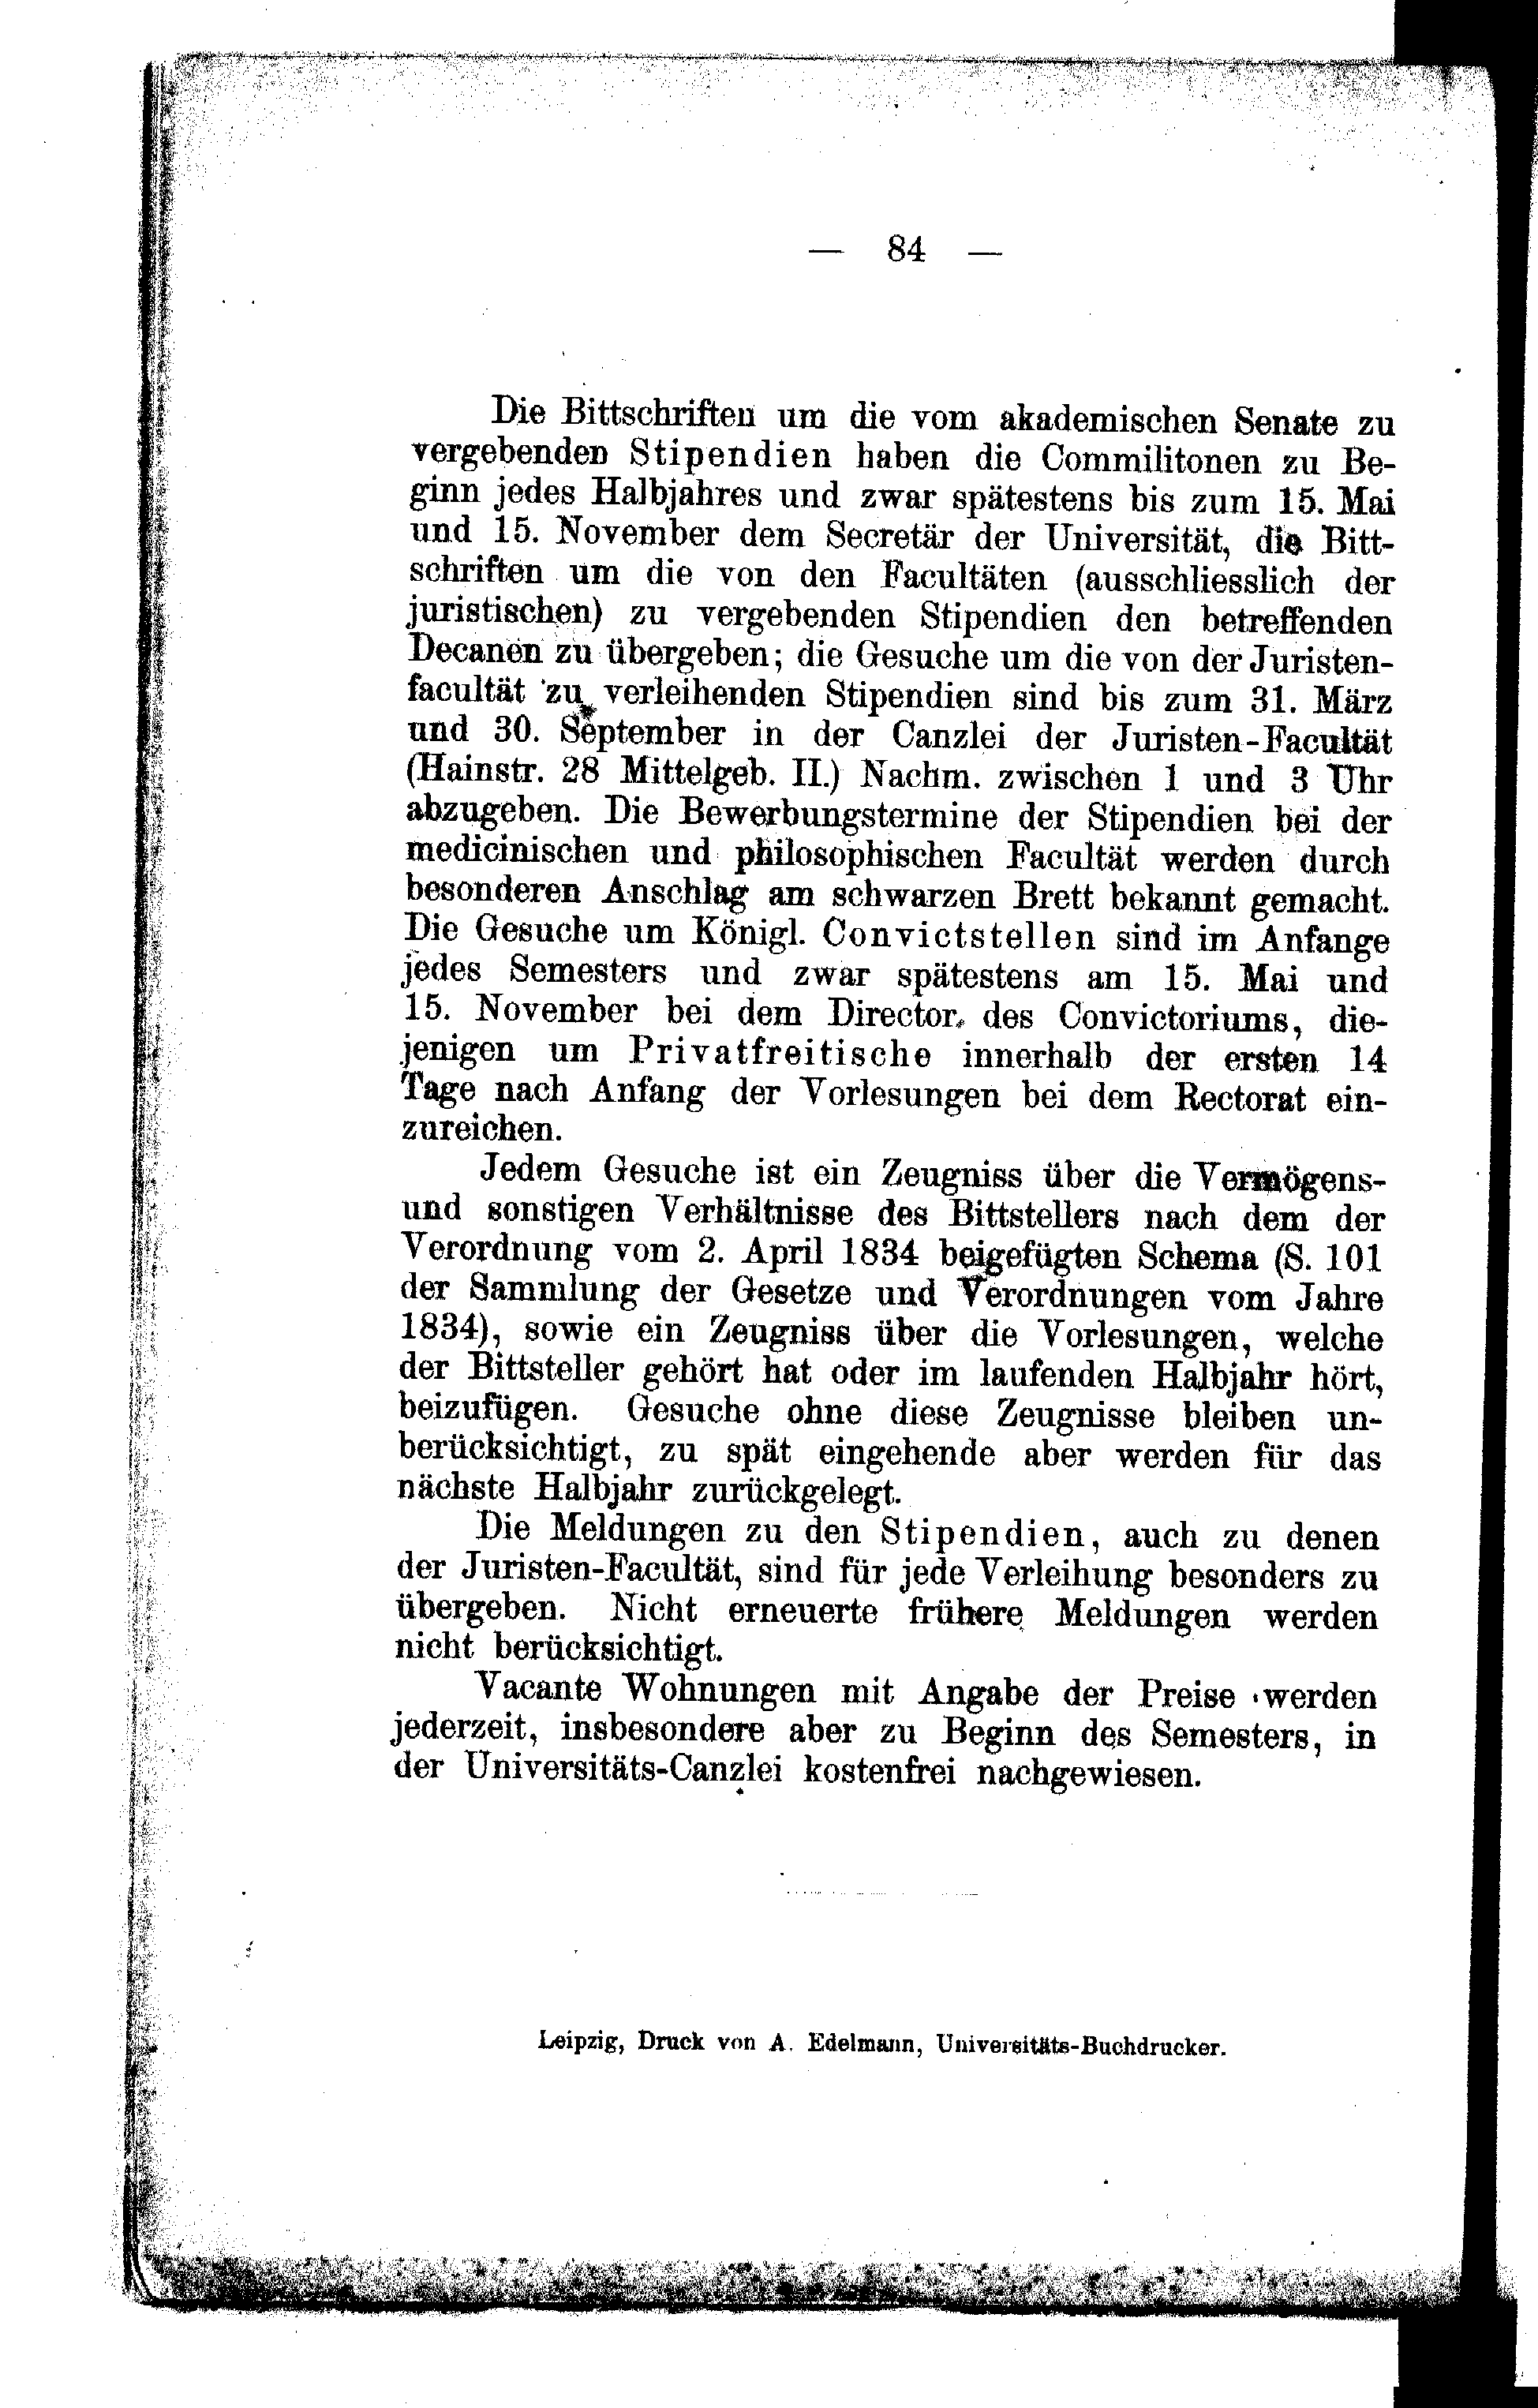 — 84 —
Die Bittschriften um die vom akademischen Senate zu
vergebenden Stipendien haben die Commilitonen zu Be-
ginn jedes Halbjahres und zwar spätestens bis zum 15. Mai
und 15. November dem Secretär der Universität, die Bitt-
schriften um die von den Facultäten (ausschliesslich der
juristischen) zu vergebenden Stipendien den betreffenden
Decanen zu übergeben; die Gesuche um die von der Juristen-
facultät zu verleihenden Stipendien sind bis zum 31. März
und 30. September in der Canzlei der Juristen-Facultät
(Hainstr. 28 Mittelgeb. II.) Nachm. zwischen 1 und 3 Uhr
abzugeben. Die Bewerbungstermine der Stipendien bei der
medicinischen und philosophischen Facultät werden durch
besonderen Anschlag am schwarzen Brett bekannt gemacht.
Die Gesuche um Königl. Convictstellen sind im Anfange
jedes Semesters und zwar spätestens am 15. Mai und
15. November bei dem Director des Convictoriums, die-
jenigen um Privatfreitische innerhalb der ersten 14
Tage nach Anfang der Vorlesungen bei dem Rectorat ein-
zureichen.
Jedem Gesuche ist ein Zeugniss über die Vermögens-
und sonstigen Verhältnisse des Bittstellers nach dem der
Verordnung vom 2. April 1834 beigefügten Schema (S. 101
der Sammlung der Gesetze und Verordnungen vom Jahre
1834), sowie ein Zeugniss über die Vorlesungen, welche
der Bittsteller gehört hat oder im laufenden Halbjahr hört,
beizufügen. Gesuche ohne diese Zeugnisse bleiben un-
berücksichtigt, zu spät eingehende aber werden für das
nächste Halbjahr zurückgelegt.
Die Meldungen zu den Stipendien, auch zu denen
der Juristen-Facultät, sind für jede Verleihung besonders zu
übergeben. Nicht erneuerte frühere Meldungen werden
nicht berücksichtigt.
Vacante Wohnungen mit Angabe der Preise werden
jederzeit, insbesondere aber zu Beginn des Semesters, in
der Universitäts-Canzlei kostenfrei nachgewiesen.
Leipzig, Druck von A. Edelmann, Universitäts-Buchdrucker.